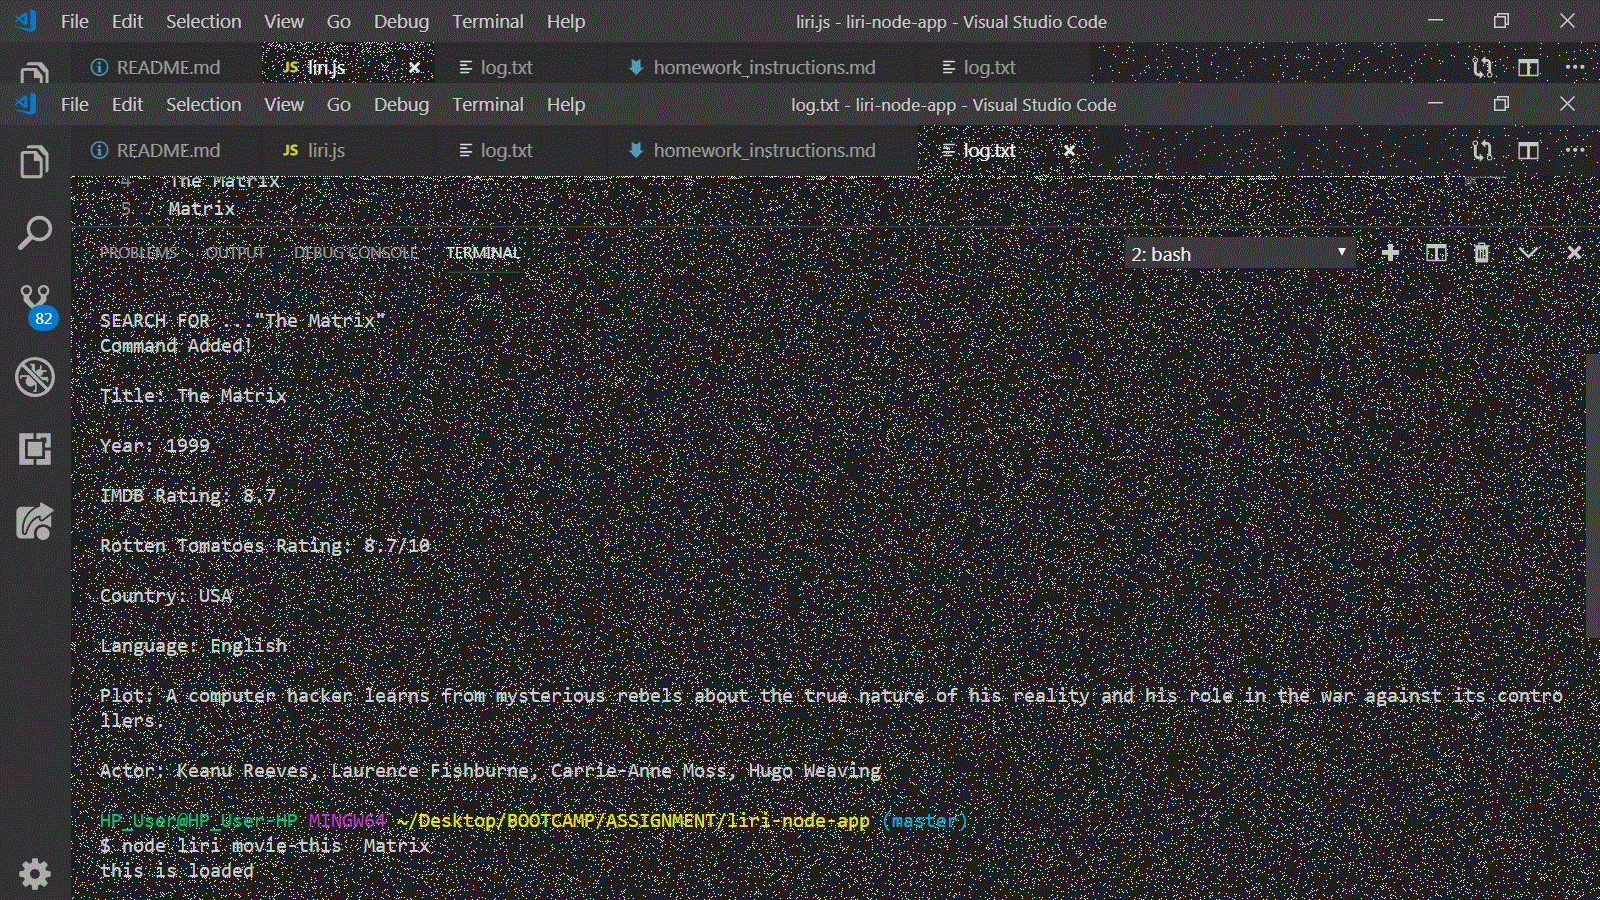 File Edit Selection View Go Debug Terminal Help liri.js - liri-node-app - Visual Studio Code
README.md JS liri.js log.txt homework_instructions.md log.txt
File Edit Selection View Go Debug Terminal Help log.txt - liri-node-app - Visual Studio Code
README.md JS liri.js log.txt homework_instructions.md log.txt
4 The Matrix
5 Matrix
PROBLEMS OUTPUT DEBUG CONSOLE TERMINAL 2: bash
SEARCH FOR ..."The Matrix"
82
Command Added!
Title: The Matrix
Year: 1999
IMDB Rating: 8.7
Rotten Tomatoes Rating: 8.7/10
Country: USA
Language: English
Plot: A computer hacker learns from mysterious rebels about the true nature of his reality and his role in the war against its contro
llers.
Actor: Keanu Reeves, Laurence Fishburne, Carrie-Anne Moss, Hugo Weaving
HP_User@HP_User-HP MINGW64 ~/Desktop/BOOTCAMP/ASSIGNMENT/liri-node-app (master)
$ node liri movie-this  Matrix
this is loaded